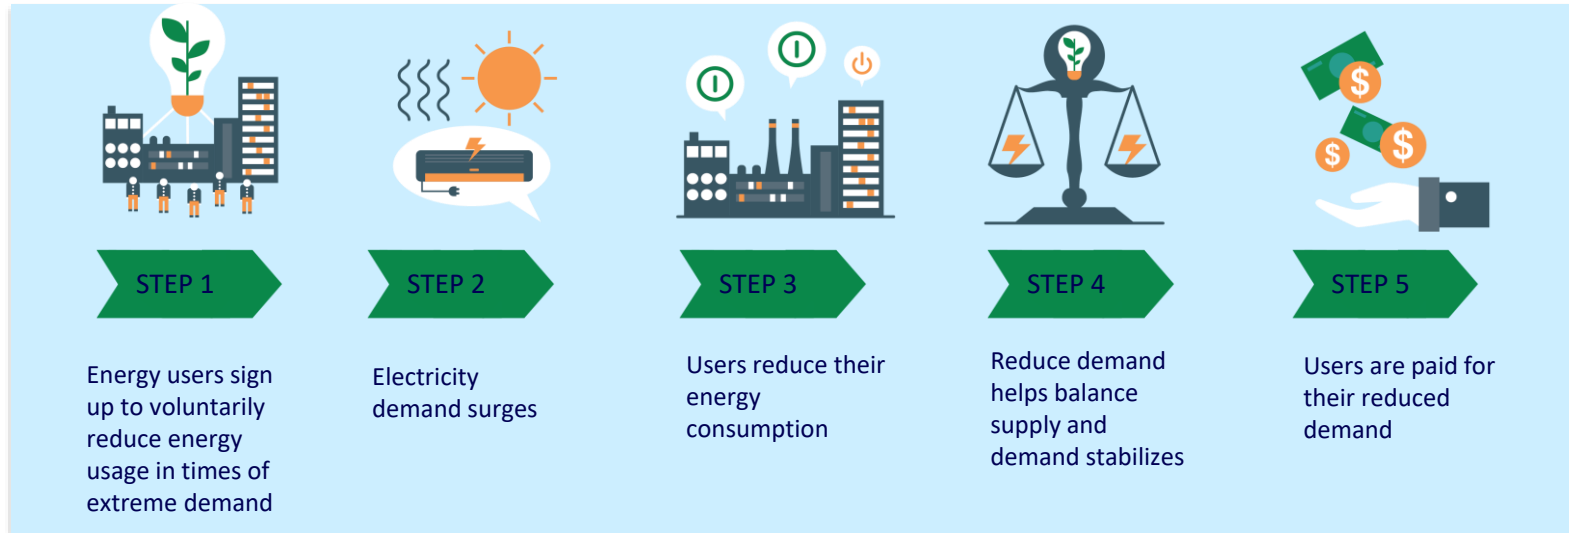 STEP 1
Energy users sign
up to voluntarily
reduce energy
usage in times of
extreme demand
STEP 2
Electricity
demand surges
STEP 3
Users reduce their
energy
consumption
STEP 4
Reduce demand
helps balance
supply and
demand stabilizes
$
$
$
STEP 5
Users are paid for
their reduced
demand